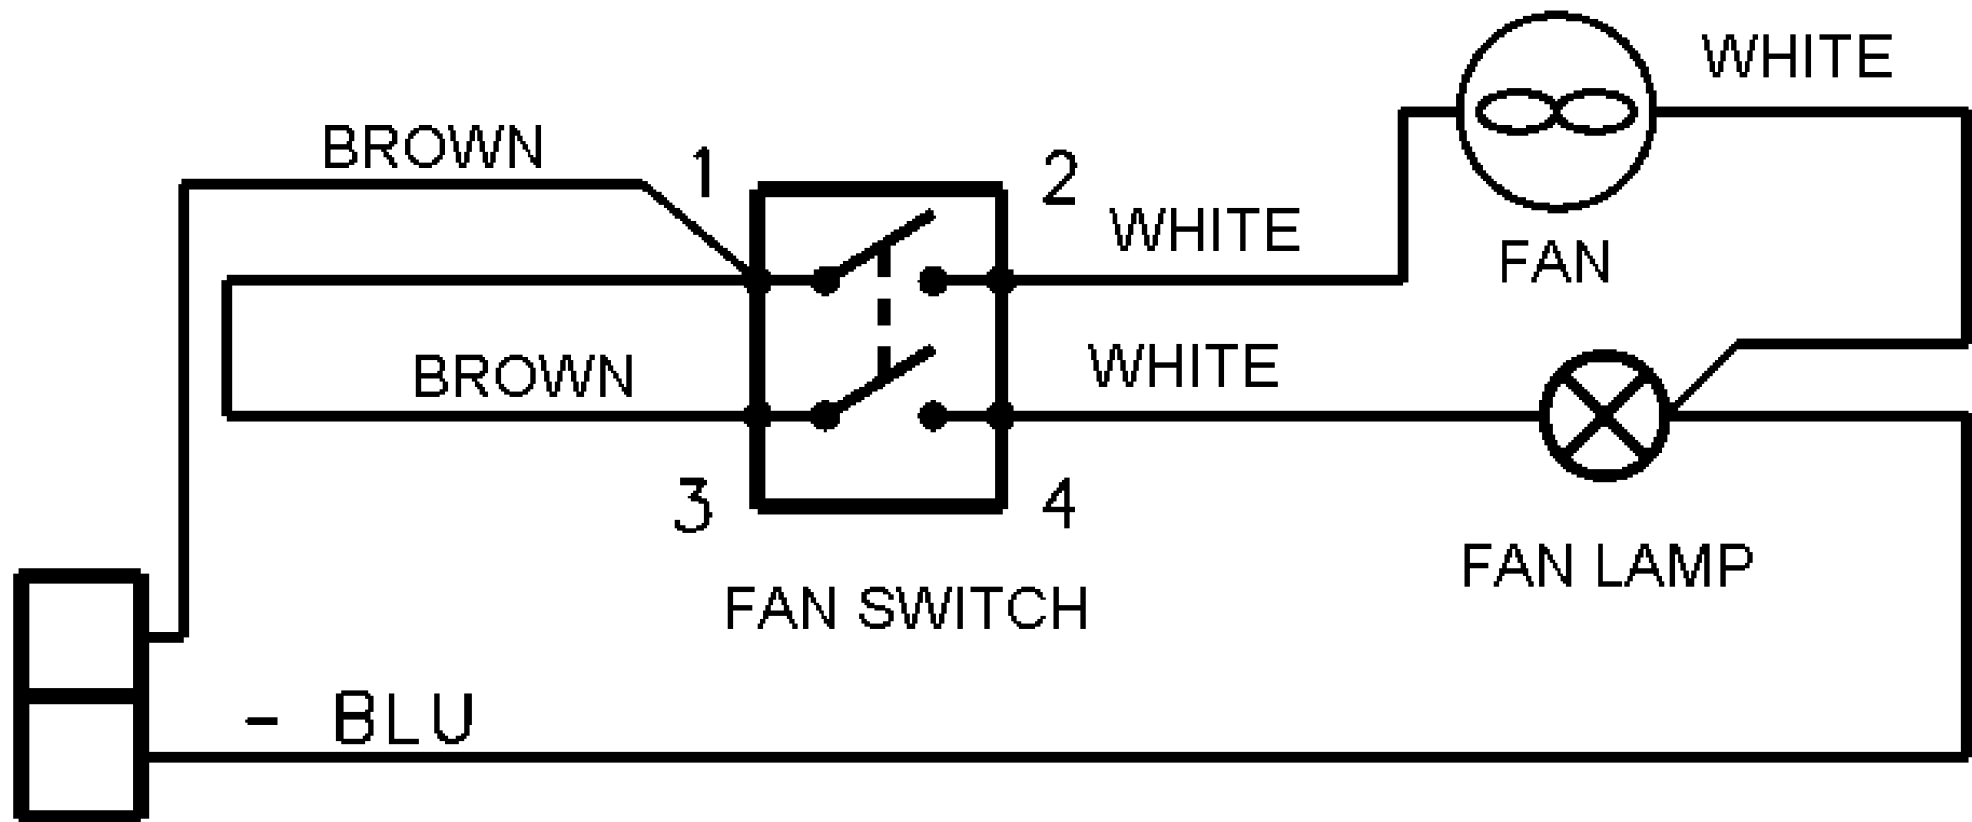 WHITE
BROWN
1
2
WHITE
FAN
BROWN
WHITE
3
4
FAN LAMP
FAN SWITCH
- BLU